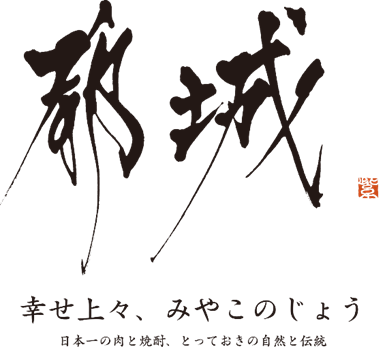 都城
幸せ上々、みやこのじょう
日本一の肉と焼酎、とっておきの自然と伝統